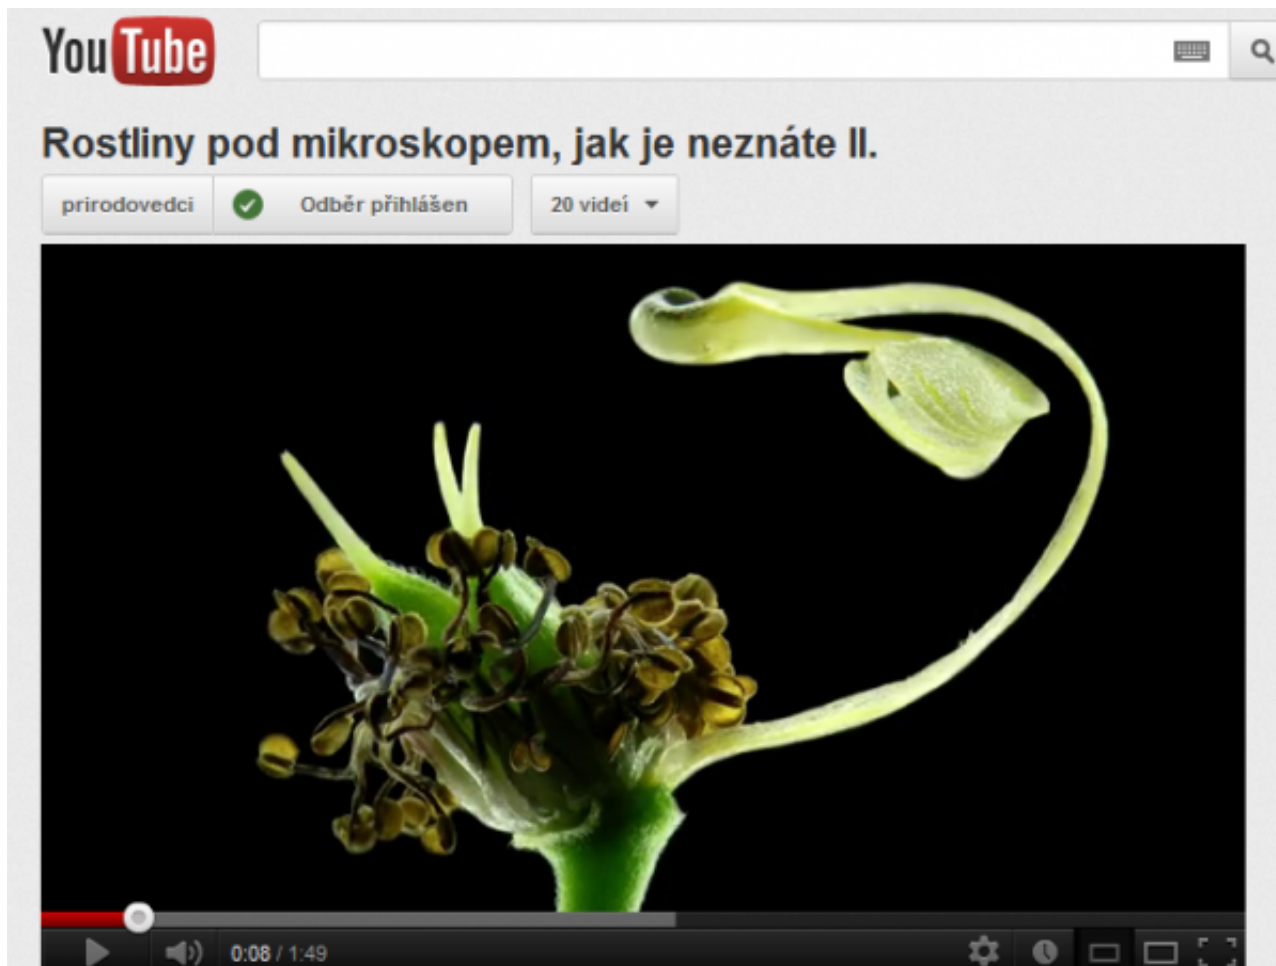 YouTube
Rostliny pod mikroskopem, jak je neznáte II.
prirodovedci Odběr přihlášen 20 videí
0:08 / 1:49